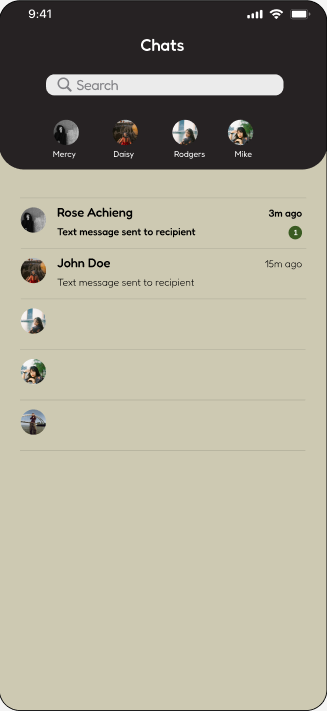 9:41
Chats
Search
Mercy Daisy Rodgers Mike
Rose Achieng 3m ago
Text message sent to recipient 1
John Doe 15m ago
Text message sent to recipient